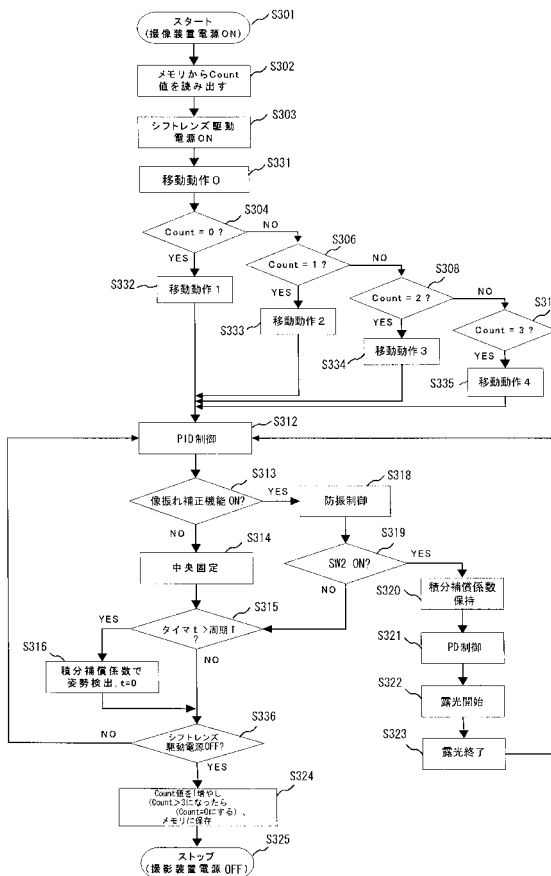 S301
スタート
(撮像装置電源ON)
S302
メモリからCount
値を読み出す
S303
シフトレンズ駆動
電源ON
S331
移動動作0
S304
Count = 0 ?
NO
YES
S306
Count = 1 ?
NO
YES
S308
Count = 2 ?
NO
YES
S31
Count = 3 ?
YES
S332
移動動作1
S333
移動動作2
S334
移動動作3
S335
移動動作4
S312
PID制御
S313
像振れ補正機能ON?
YES
NO
S318
防振制御
S314
中央固定
S319
SW2 ON?
YES
NO
S320
積分補償係数
保持
S315
タイマt>周期T
?
YES
NO
S321
PD制御
S316
積分補償係数で
姿勢検出, t=0
S322
露光開始
S336
シフトレンズ
駆動電源OFF?
NO
YES
S323
露光終了
S324
Count値を1増やし
(Count>3になったら
(Count=0にする)、
メモリに保存
S325
ストップ
(撮影装置電源OFF)